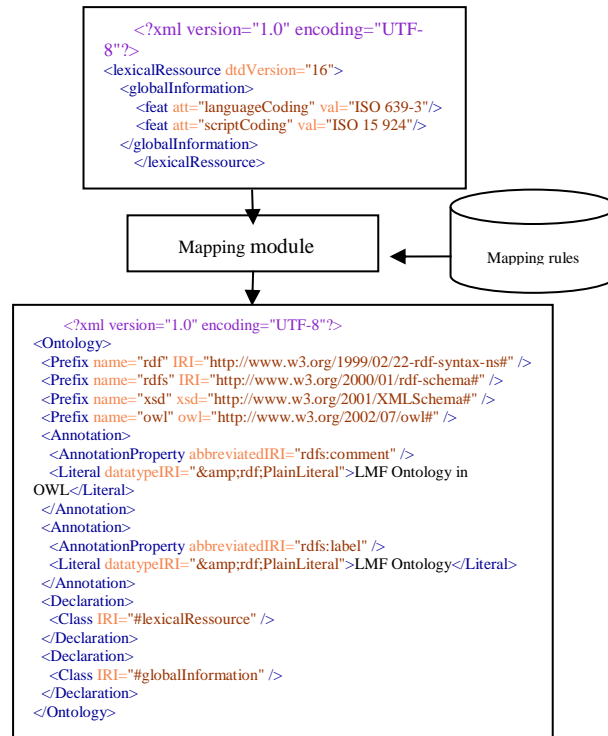 <?xml version="1.0" encoding="UTF-
8"?>
<lexicalRessource dtdVersion="16">
<globalInformation>
<feat att="languageCoding" val="ISO 639-3"/>
<feat att="scriptCoding" val="ISO 15 924"/>
</globalInformation>
</lexicalRessource>
Mapping module
Mapping rules
<?xml version="1.0" encoding="UTF-8"?>
<Ontology>
<Prefix name="rdf" IRI="http://www.w3.org/1999/02/22-rdf-syntax-ns#" />
<Prefix name="rdfs" IRI="http://www.w3.org/2000/01/rdf-schema#" />
<Prefix name="xsd" xsd="http://www.w3.org/2001/XMLSchema#" />
<Prefix name="owl" owl="http://www.w3.org/2002/07/owl#" />
<Annotation>
<AnnotationProperty abbreviatedIRI="rdfs:comment" />
<Literal datatypeIRI="&amp;rdf;PlainLiteral">LMF Ontology in
OWL</Literal>
</Annotation>
<Annotation>
<AnnotationProperty abbreviatedIRI="rdfs:label" />
<Literal datatypeIRI="&amp;rdf;PlainLiteral">LMF Ontology</Literal>
</Annotation>
<Declaration>
<Class IRI="#lexicalRessource" />
</Declaration>
<Declaration>
<Class IRI="#globalInformation" />
</Declaration>
</Ontology>